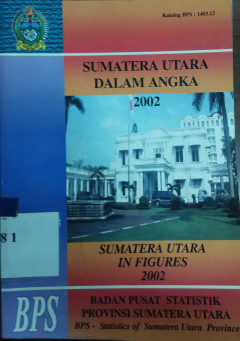 Katalog BPS : 1403.12
SUMATERA UTARA
DALAM ANGKA
2002
8 1
SUMATERA UTARA
IN FIGURES
2002
BPS
BADAN PUSAT STATISTIK
PROVINSI SUMATERA UTARA
BPS - Statistics of Sumatera Utara Province